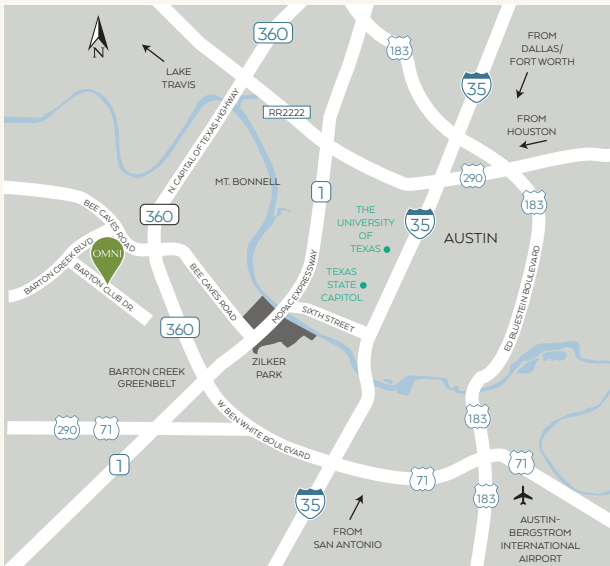 360
183
FROM
DALLAS/
FORT WORTH
N
LAKE
TRAVIS
35
RR2222
FROM
HOUSTON
N. CAPITAL OF TEXAS HIGHWAY
MT. BONNELL
290
1
183
360
BEE CAVES ROAD
THE
UNIVERSITY
OF
TEXAS
35
AUSTIN
BARTON CREEK BLVD
OMNI
BARTON CLUB DR.
BEE CAVES ROAD
MOPAC EXPRESSWAY
TEXAS
STATE
CAPITOL
SIXTH STREET
ED BLUESTEIN BOULEVARD
360
ZILKER
PARK
BARTON CREEK
GREENBELT
W. BEN WHITE BOULEVARD
183
290
71
1
71
71
35
183
FROM
SAN ANTONIO
AUSTIN-
BERGSTROM
INTERNATIONAL
AIRPORT